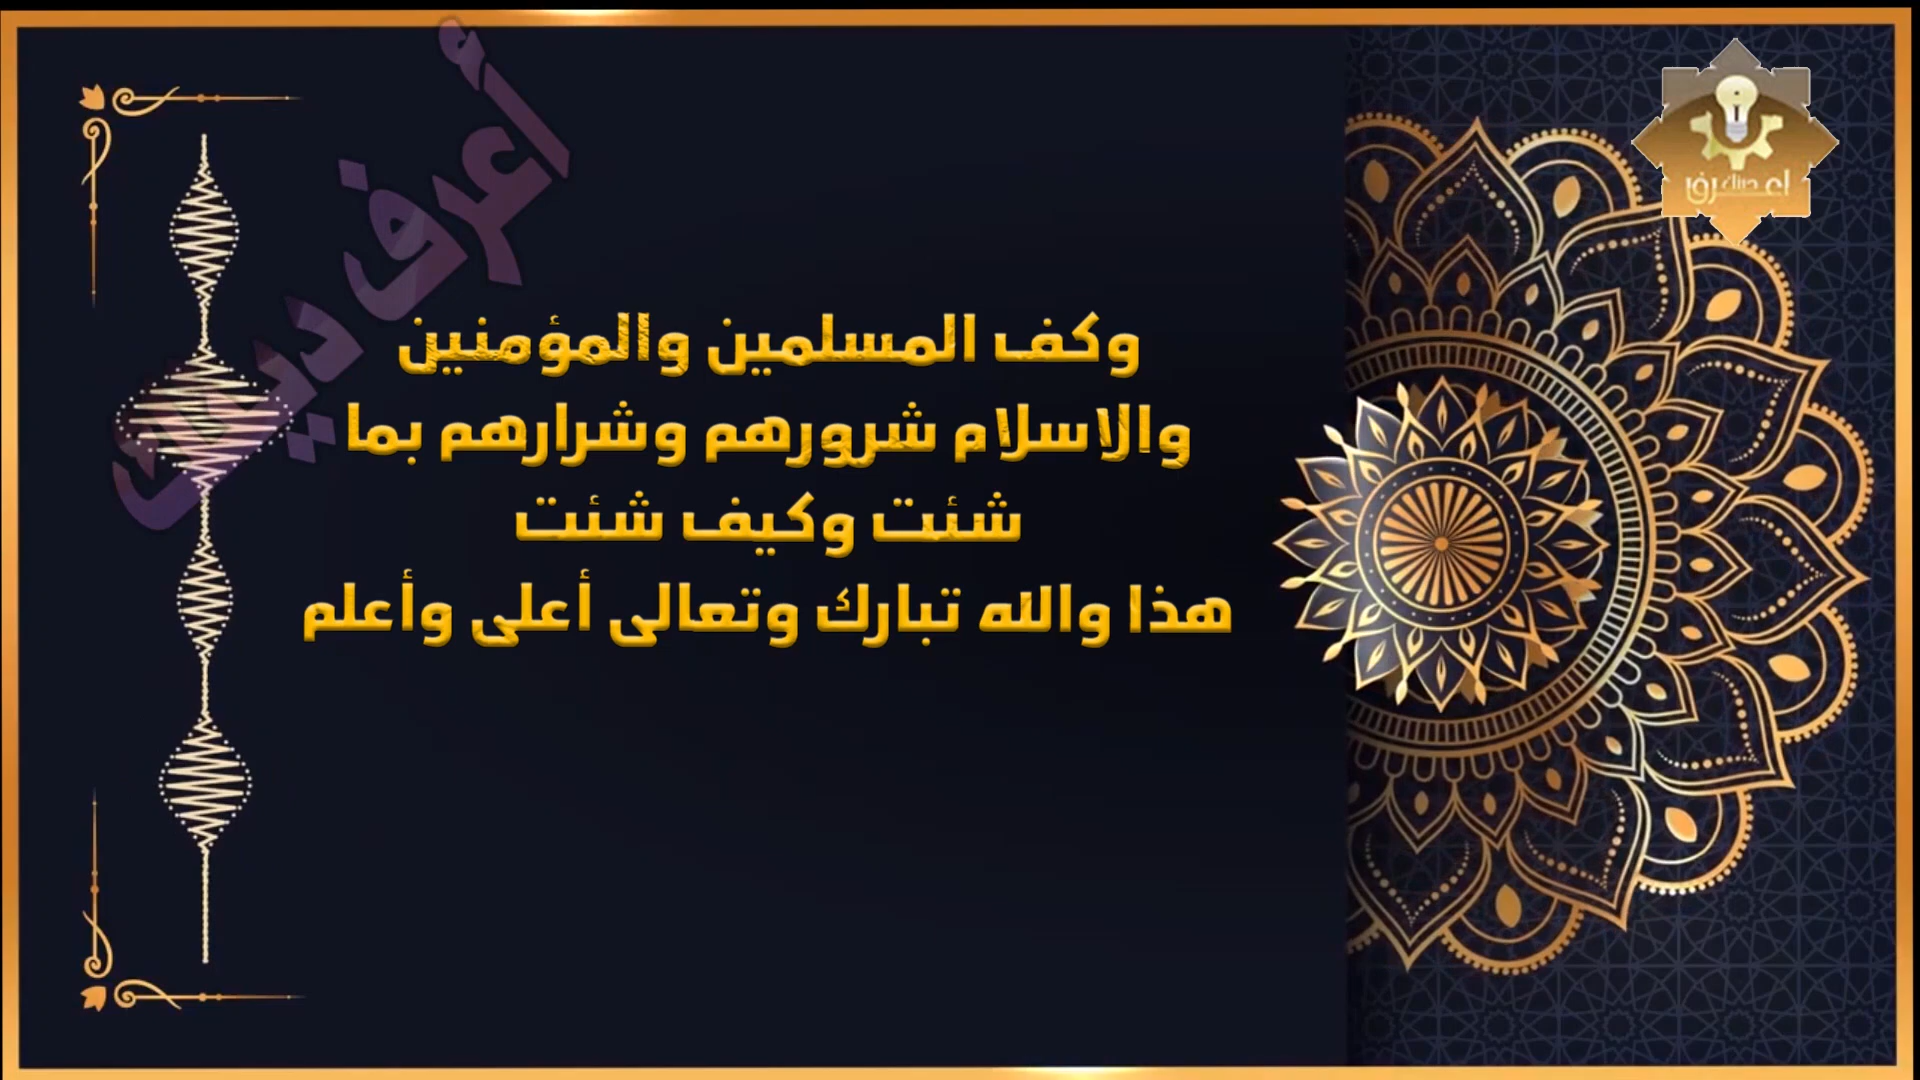 وكف المسلمين والمؤمنين
والاسلام شرورهم وشرارهم بما
شئت وكيف شئت
هذا والله تبارك وتعالى أعلى وأعلم
أعرف دينك